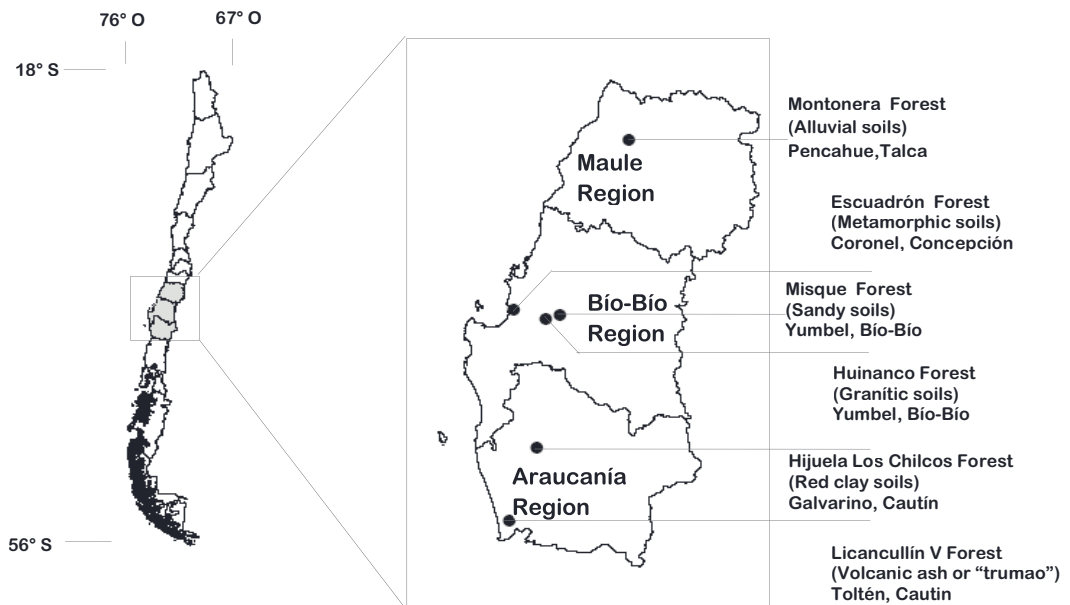 76° O
67° O
18° S
56° S
Maule
Region
Bío-Bío
Region
Araucanía
Region
Montonera Forest
(Alluvial soils)
Pencahue,Talca
Escuadrón Forest
(Metamorphic soils)
Coronel, Concepción
Misque Forest
(Sandy soils)
Yumbel, Bío-Bío
Huinanco Forest
(Granític soils)
Yumbel, Bío-Bío
Hijuela Los Chilcos Forest
(Red clay soils)
Galvarino, Cautín
Licancullín V Forest
(Volcanic ash or “trumao”)
Toltén, Cautin